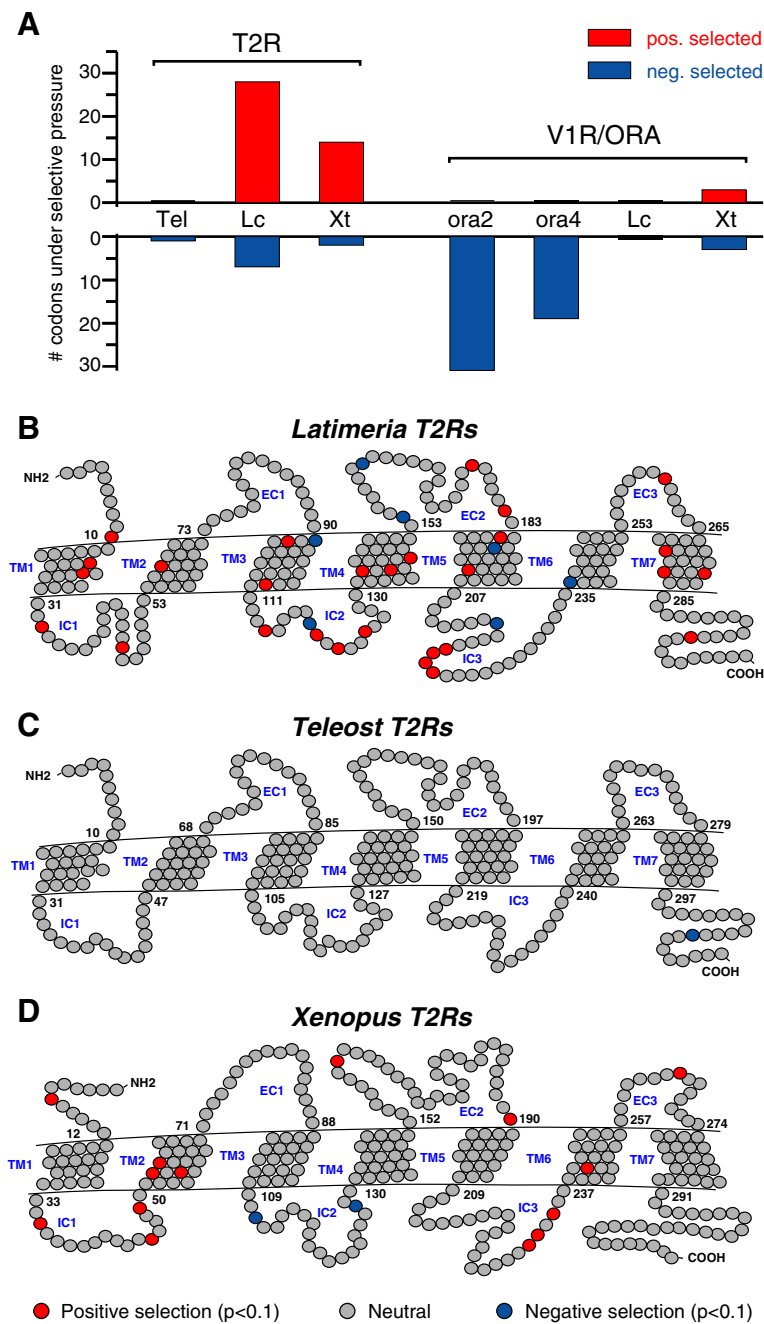 A
T2R
pos. selected
neg. selected
V1R/ORA
# codons under selective pressure
30
20
10
0
Tel Lc Xt ora2 ora4 Lc Xt
0
10
20
30
B
Latimeria T2Rs
NH2
EC1
EC2
EC3
10 73 90 153 183 253 265
TM1 TM2 TM3 TM4 TM5 TM6 TM7
31 53 111 130 207 235 285
IC1
IC2
IC3
COOH
C
Teleost T2Rs
NH2
EC1
EC2
EC3
10 68 85 150 197 263 279
TM1 TM2 TM3 TM4 TM5 TM6 TM7
31 47 105 127 219 240 297
IC1
IC2
IC3
COOH
D
Xenopus T2Rs
NH2
EC1
EC2
EC3
12 71 88 152 190 257 274
TM1 TM2 TM3 TM4 TM5 TM6 TM7
33 50 109 130 209 237 291
IC1
IC2
IC3
COOH
Positive selection (p<0.1) Neutral Negative selection (p<0.1)